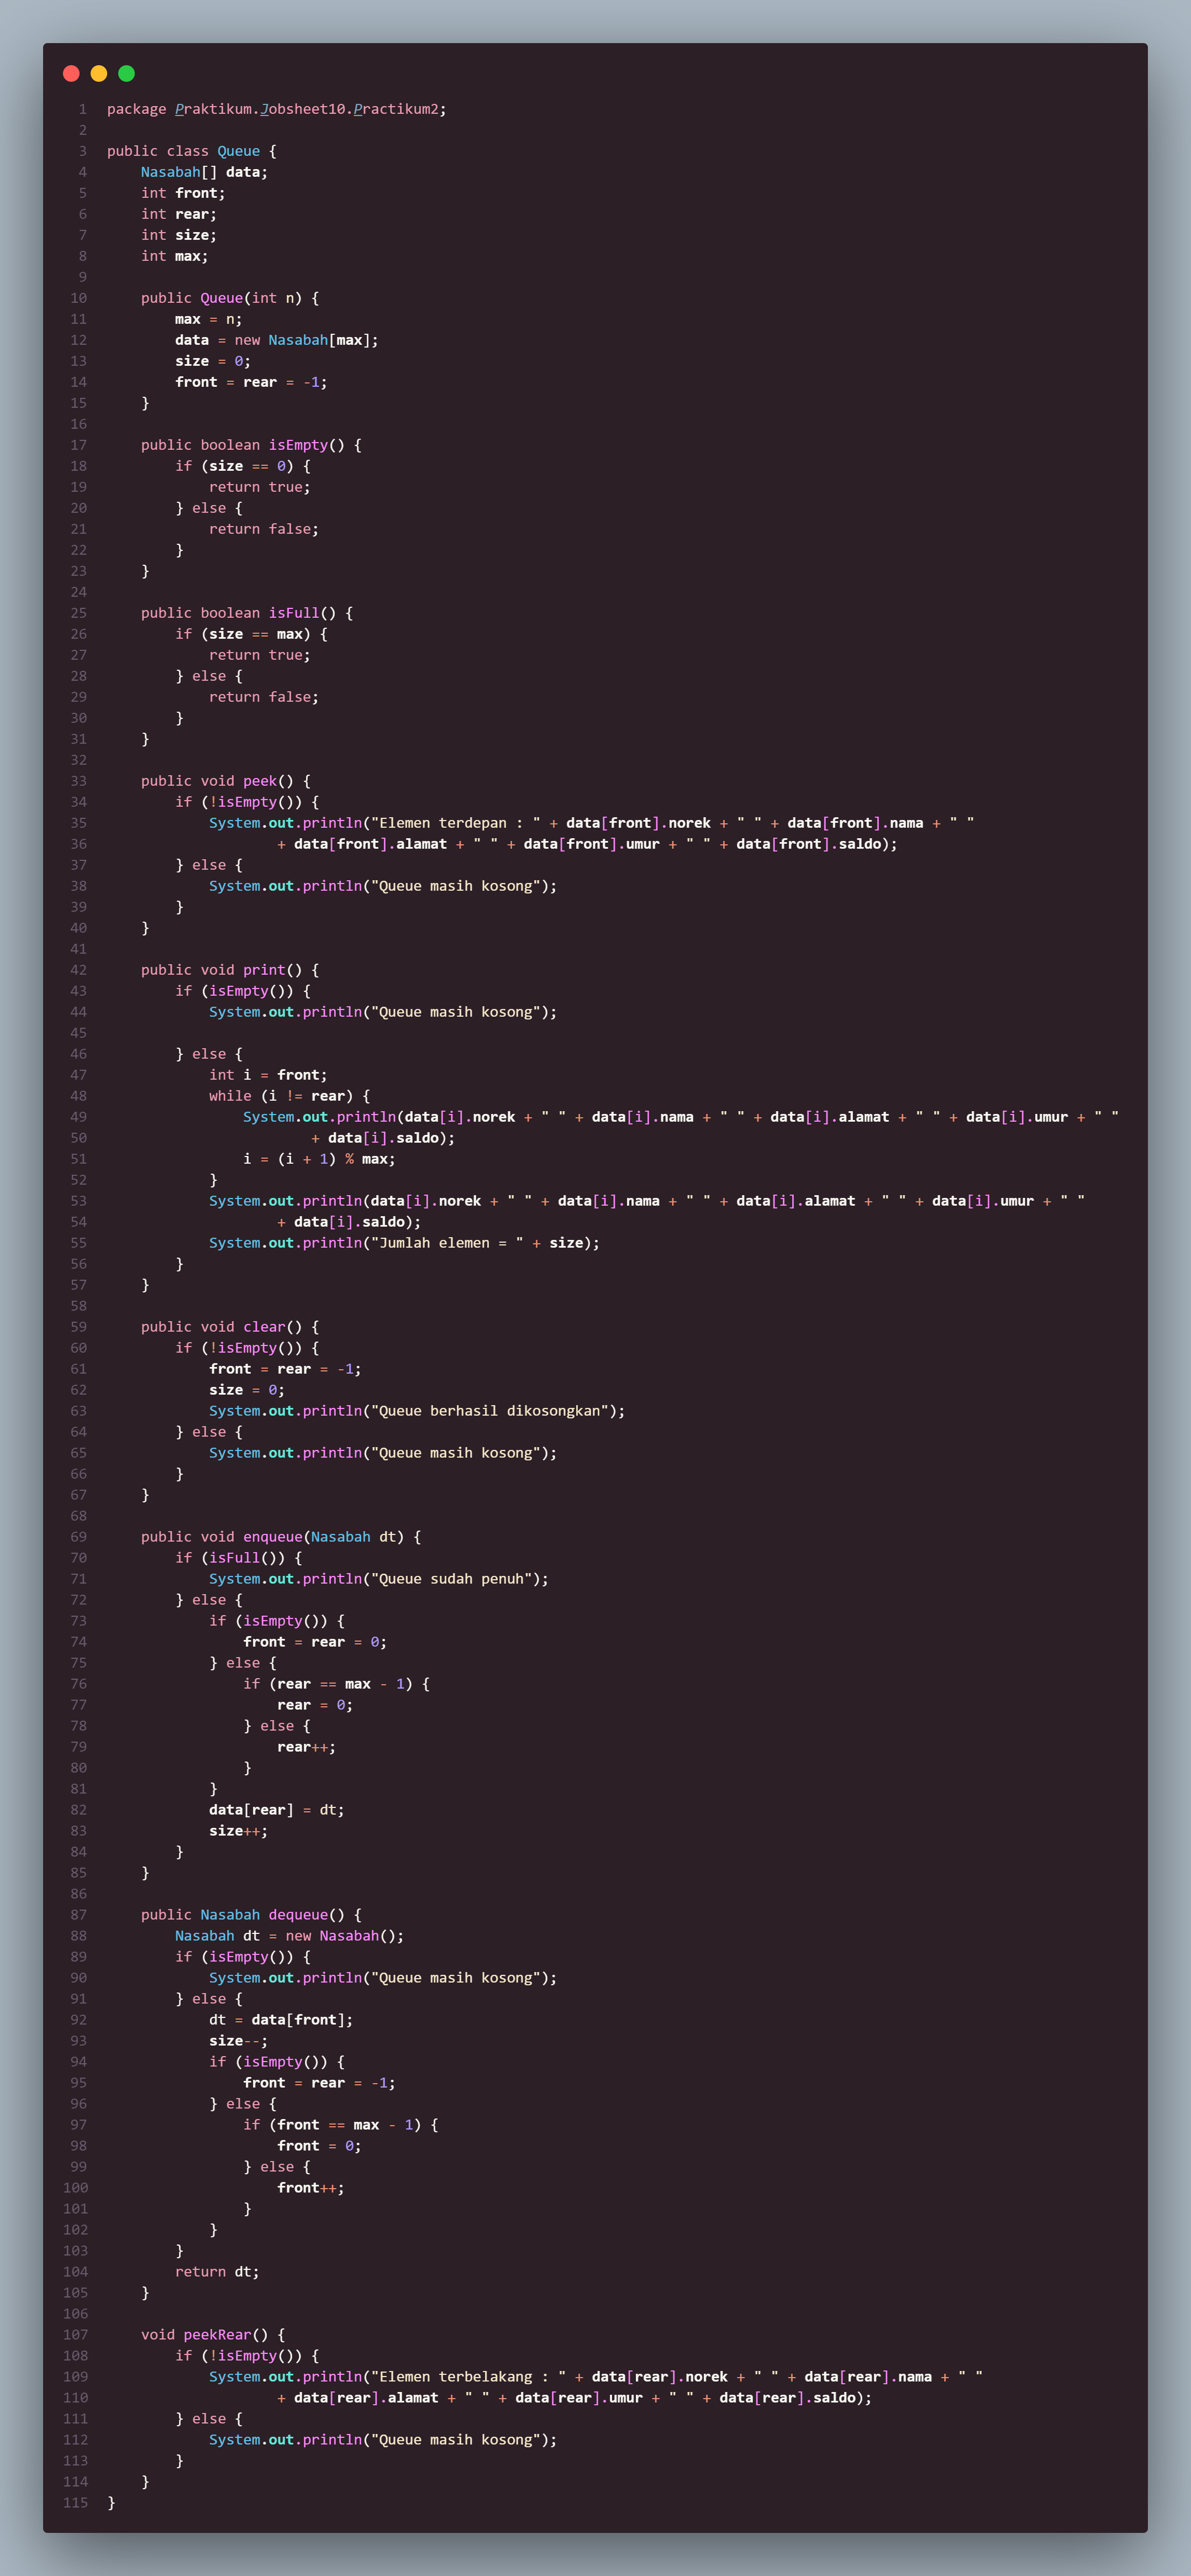 1 package Praktikum.Jobsheet10.Practikum2;
2
3 public class Queue {
4     Nasabah[] data;
5     int front;
6     int rear;
7     int size;
8     int max;
9
10     public Queue(int n) {
11         max = n;
12         data = new Nasabah[max];
13         size = 0;
14         front = rear = -1;
15     }
16
17     public boolean isEmpty() {
18         if (size == 0) {
19             return true;
20         } else {
21             return false;
22         }
23     }
24
25     public boolean isFull() {
26         if (size == max) {
27             return true;
28         } else {
29             return false;
30         }
31     }
32
33     public void peek() {
34         if (!isEmpty()) {
35             System.out.println("Elemen terdepan : " + data[front].norek + " " + data[front].nama + " "
36                     + data[front].alamat + " " + data[front].umur + " " + data[front].saldo);
37         } else {
38             System.out.println("Queue masih kosong");
39         }
40     }
41
42     public void print() {
43         if (isEmpty()) {
44             System.out.println("Queue masih kosong");
45
46         } else {
47             int i = front;
48             while (i != rear) {
49                 System.out.println(data[i].norek + " " + data[i].nama + " " + data[i].alamat + " " + data[i].umur + " "
50                         + data[i].saldo);
51                 i = (i + 1) % max;
52             }
53             System.out.println(data[i].norek + " " + data[i].nama + " " + data[i].alamat + " " + data[i].umur + " "
54                     + data[i].saldo);
55             System.out.println("Jumlah elemen = " + size);
56         }
57     }
58
59     public void clear() {
60         if (!isEmpty()) {
61             front = rear = -1;
62             size = 0;
63             System.out.println("Queue berhasil dikosongkan");
64         } else {
65             System.out.println("Queue masih kosong");
66         }
67     }
68
69     public void enqueue(Nasabah dt) {
70         if (isFull()) {
71             System.out.println("Queue sudah penuh");
72         } else {
73             if (isEmpty()) {
74                 front = rear = 0;
75             } else {
76                 if (rear == max - 1) {
77                     rear = 0;
78                 } else {
79                     rear++;
80                 }
81             }
82             data[rear] = dt;
83             size++;
84         }
85     }
86
87     public Nasabah dequeue() {
88         Nasabah dt = new Nasabah();
89         if (isEmpty()) {
90             System.out.println("Queue masih kosong");
91         } else {
92             dt = data[front];
93             size--;
94             if (isEmpty()) {
95                 front = rear = -1;
96             } else {
97                 if (front == max - 1) {
98                     front = 0;
99                 } else {
100                     front++;
101                 }
102             }
103         }
104         return dt;
105     }
106
107     void peekRear() {
108         if (!isEmpty()) {
109             System.out.println("Elemen terbelakang : " + data[rear].norek + " " + data[rear].nama + " "
110                     + data[rear].alamat + " " + data[rear].umur + " " + data[rear].saldo);
111         } else {
112             System.out.println("Queue masih kosong");
113         }
114     }
115 }